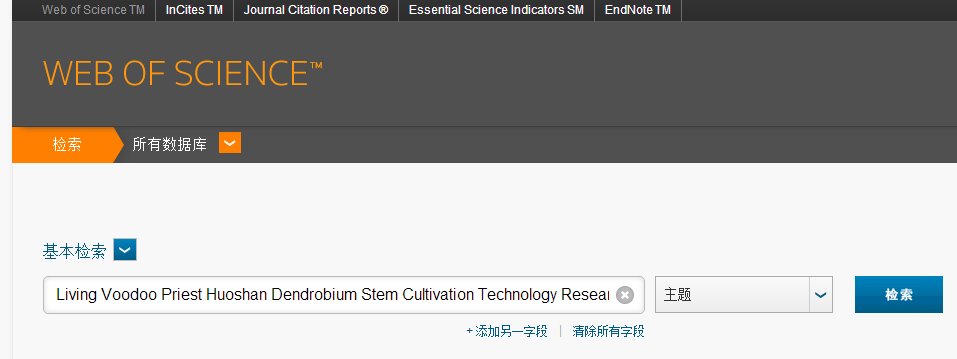 Web of Science TM InCites TM Journal Citation Reports ® Essential Science Indicators SM EndNote TM
WEB OF SCIENCE™
检索 所有数据库
基本检索
Living Voodoo Priest Huoshan Dendrobium Stem Cultivation Technology Resear 主题 检索
+ 添加另一字段 | 清除所有字段